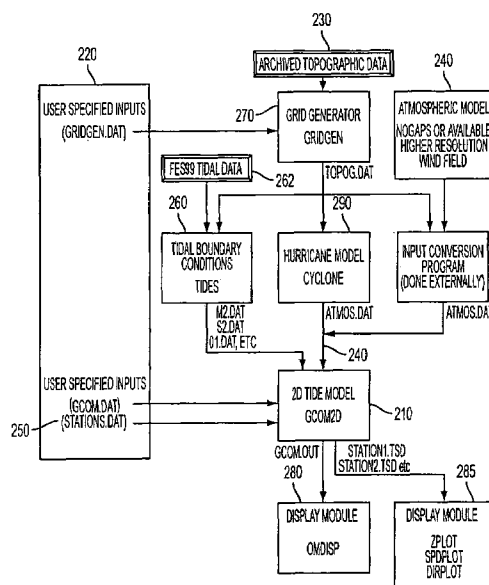 230
ARCHIVED TOPOGRAPHIC DATA
220
USER SPECIFIED INPUTS
(GRIDGEN.DAT)
270
GRID GENERATOR
GRIDGEN
240
ATMOSPHERIC MODEL
NOGAPS OR AVAILABLE
HIGHER RESOLUTION
WIND FIELD
TOPOG.DAT
FES99 TIDAL DATA
262
260
TIDAL BOUNDARY
CONDITIONS
TIDES
290
HURRICANE MODEL
CYCLONE
INPUT CONVERSION
PROGRAM
(DONE EXTERNALLY)
M2.DAT
S2.DAT
O1.DAT, ETC
ATMOS.DAT
ATMOS.DAT
240
USER SPECIFIED INPUTS
(GCOM.DAT)
250
(STATIONS.DAT)
2D TIDE MODEL
GCOM2D
210
GCOM.OUT
STATION1.TSD
STATION2.TSD etc
280
DISPLAY MODULE
OMDISP
285
DISPLAY MODULE
ZPLOT
SPDPLOT
DIRPLOT